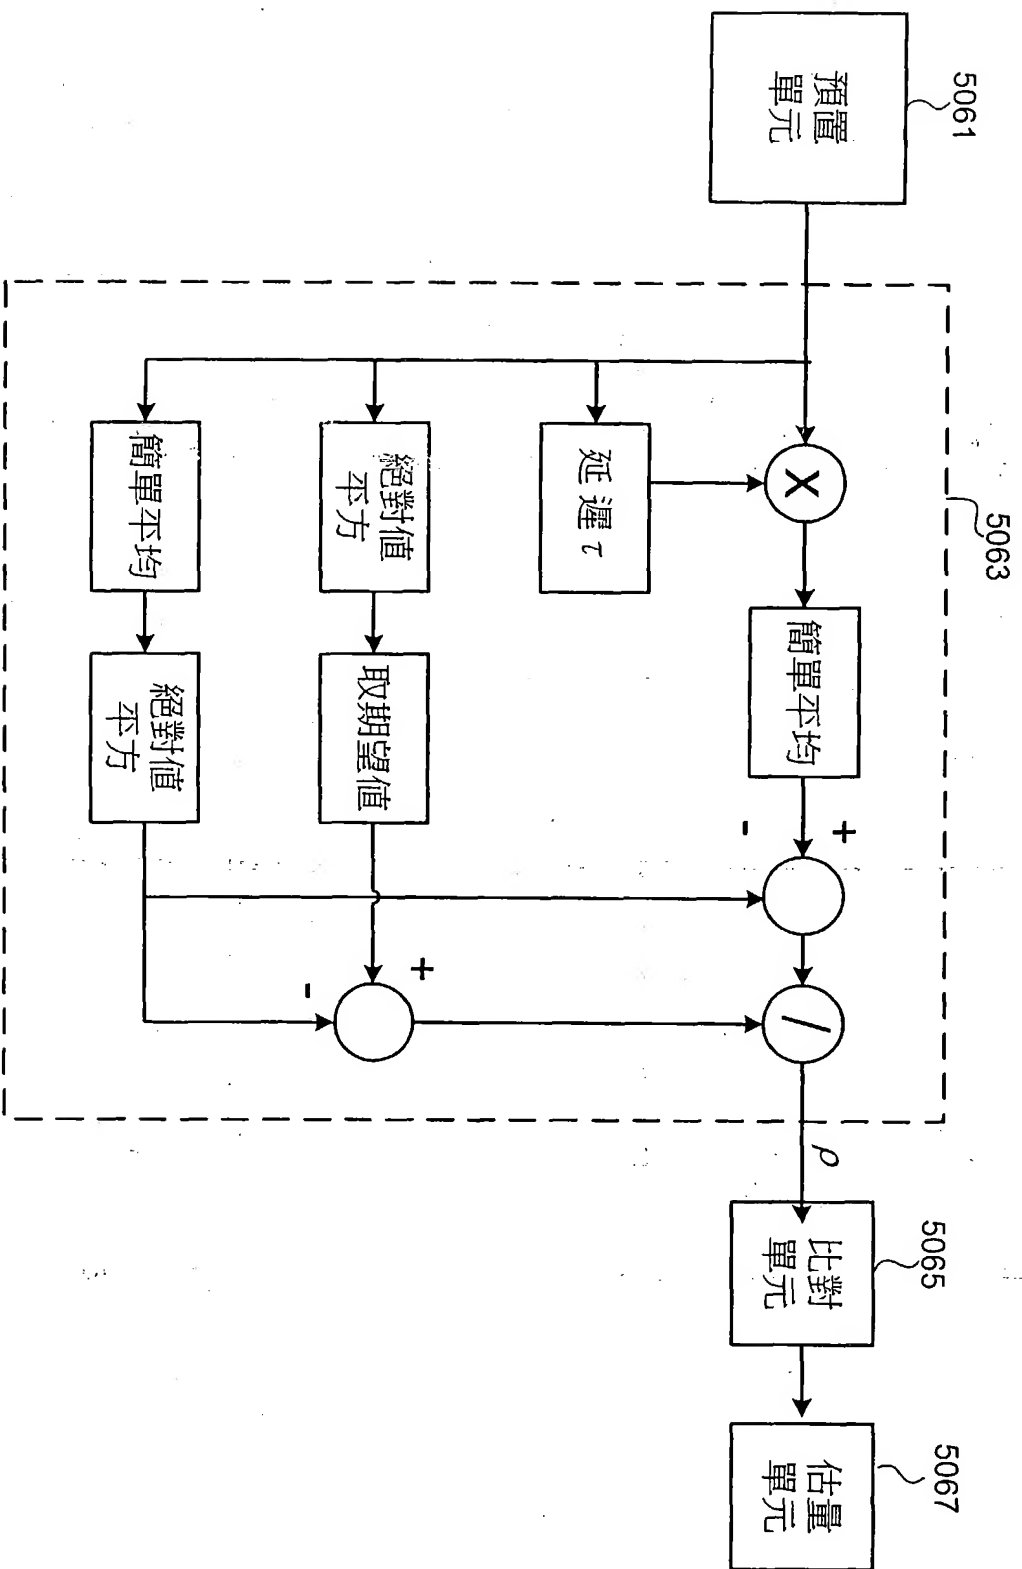 5061
預置
單元
5063
X
簡單平均
+
-
/
ρ
延遲τ
絕對值
平方
取期望值
+
-
簡單平均
絕對值
平方
5065
比對
單元
5067
估量
單元